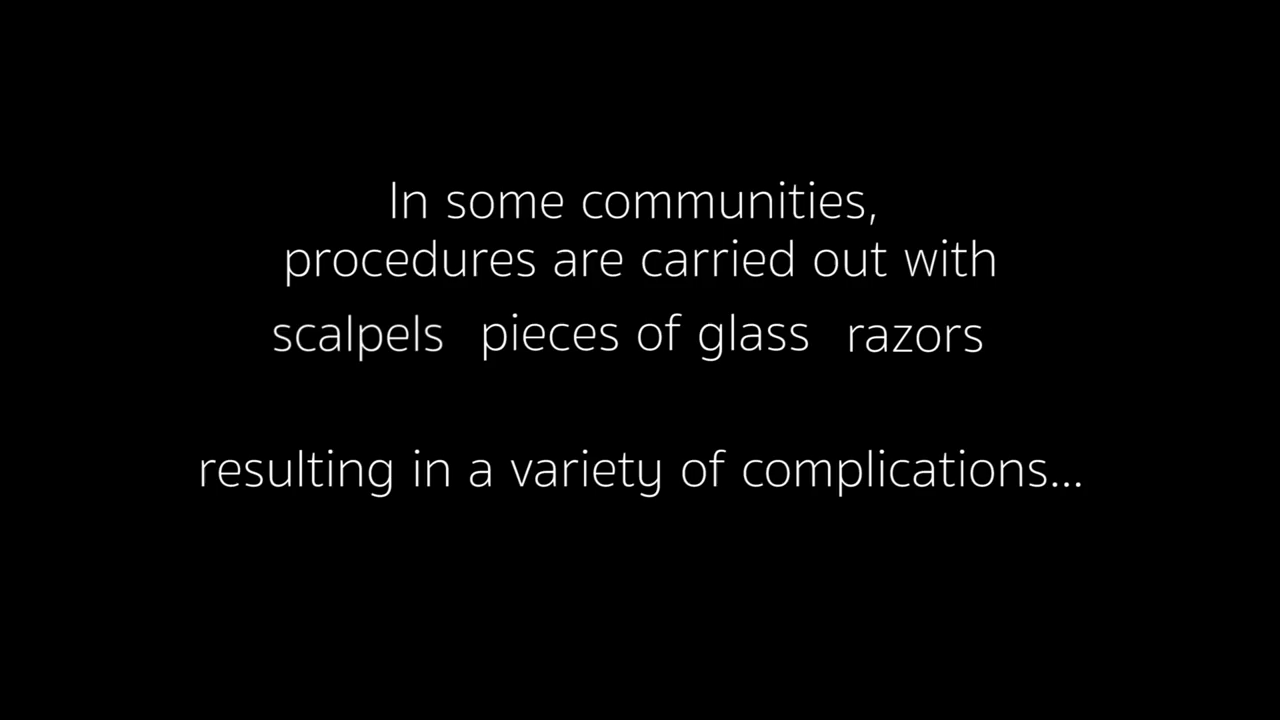 In some communities,
procedures are carried out with
scalpels pieces of glass razors
resulting in a variety of complications...